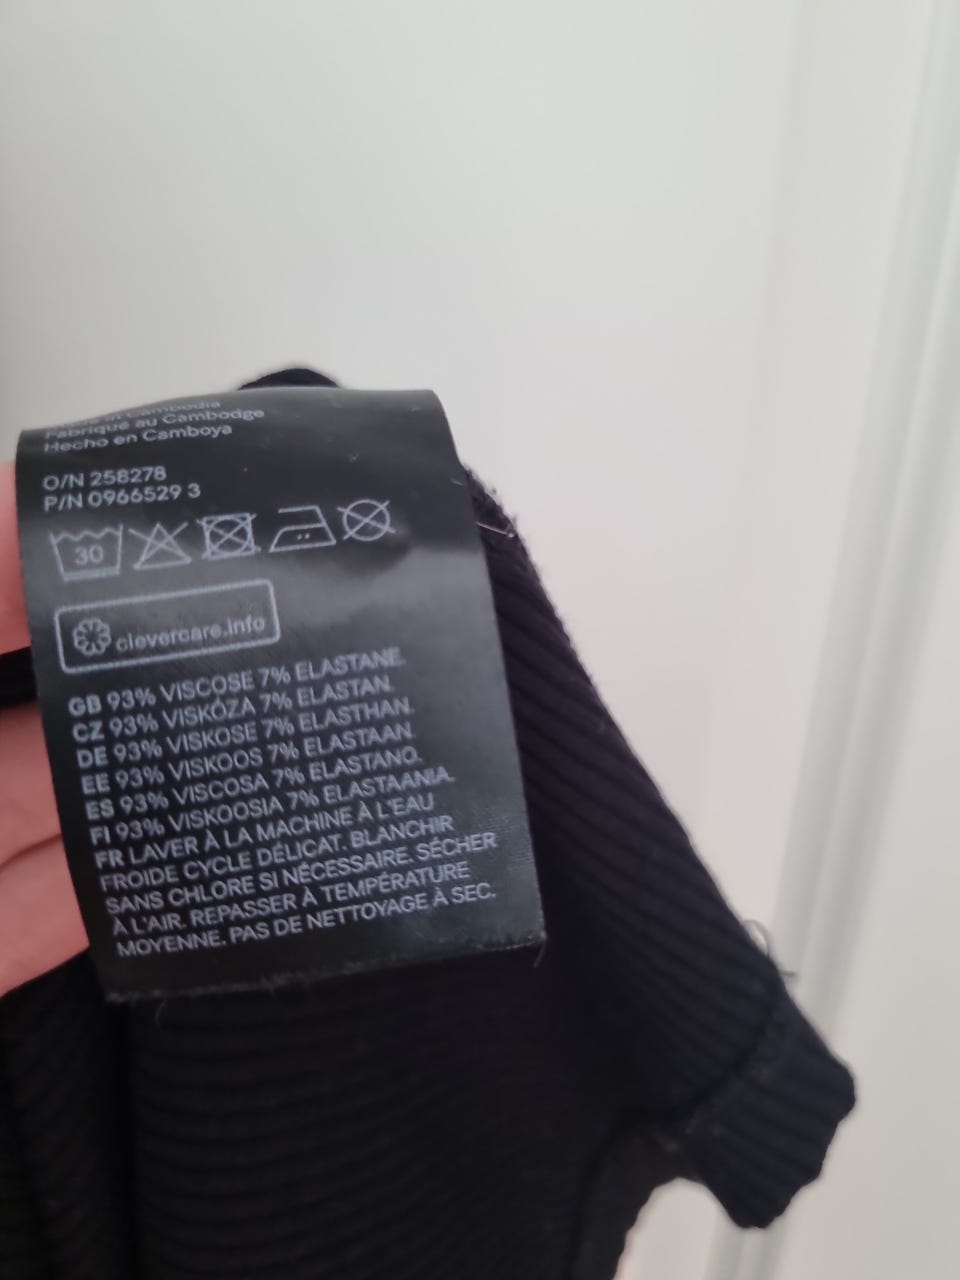 Made in Cambodia
Fabriqué au Cambodge
Hecho en Camboya
O/N 258278
P/N 0966529 3
30
clevercare.info
GB 93% VISCOSE 7% ELASTANE.
CZ 93% VISKÓZA 7% ELASTAN.
DE 93% VISKOSE 7% ELASTHAN.
EE 93% VISKOOS 7% ELASTAAN.
ES 93% VISCOSA 7% ELASTANO.
FI 93% VISKOOSIA 7% ELASTAANIA.
FR LAVER À LA MACHINE À L'EAU
FROIDE CYCLE DÉLICAT. BLANCHIR
SANS CHLORE SI NÉCESSAIRE. SÉCHER
À L'AIR. REPASSER À TEMPÉRATURE
MOYENNE. PAS DE NETTOYAGE À SEC.